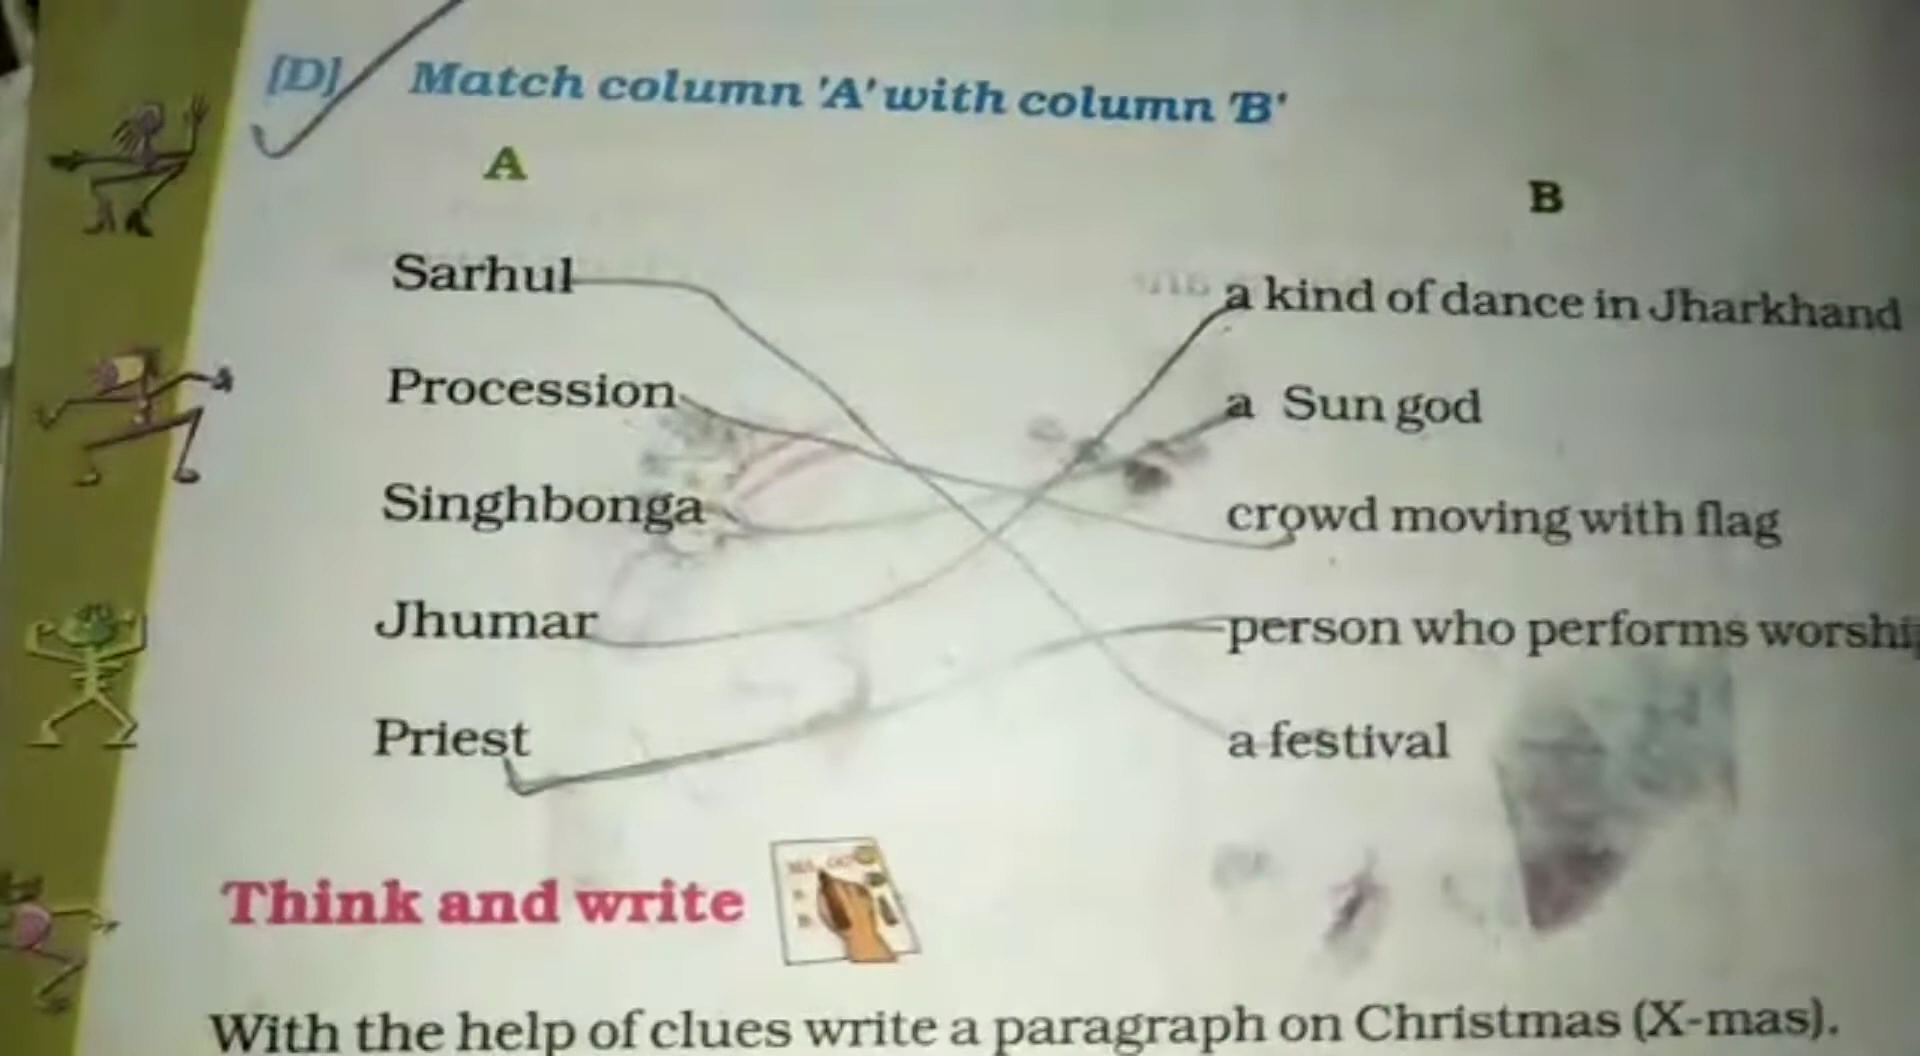 [D] Match column 'A' with column 'B'
A
B
Sarhul
a kind of dance in Jharkhand
Procession
a Sun god
Singhbonga
crowd moving with flag
Jhumar
person who performs worship
Priest
a festival
Think and write
With the help of clues write a paragraph on Christmas (X-mas).